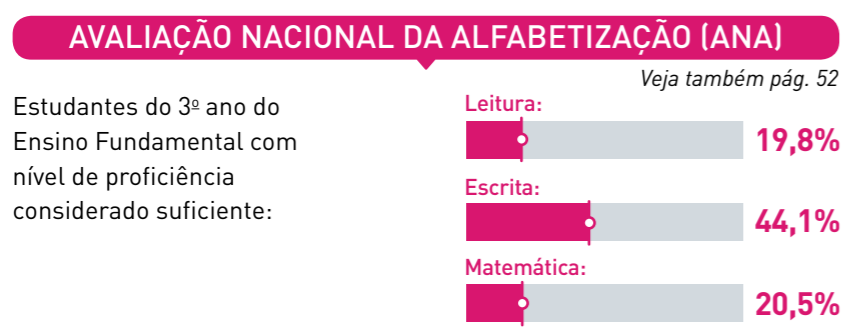 AVALIAÇÃO NACIONAL DA ALFABETIZAÇÃO (ANA)
Veja também pág. 52
Estudantes do 3º ano do
Ensino Fundamental com
nível de proficiência
considerado suficiente:
Leitura:
19,8%
Escrita:
44,1%
Matemática:
20,5%